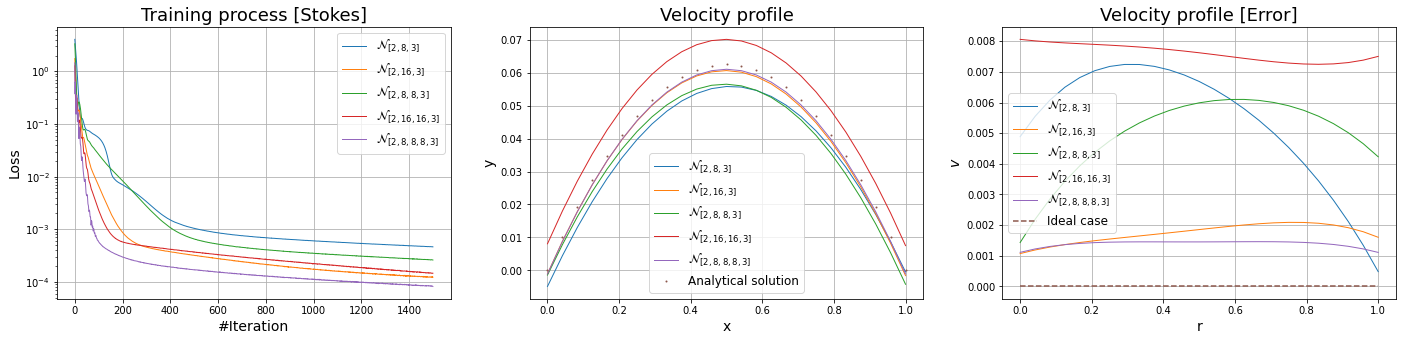 Training process [Stokes]
Loss
10⁰
10⁻¹
10⁻²
10⁻³
10⁻⁴
0 200 400 600 800 1000 1200 1400
#Iteration
𝒩[2, 8, 3]
𝒩[2, 16, 3]
𝒩[2, 8, 8, 3]
𝒩[2, 16, 16, 3]
𝒩[2, 8, 8, 8, 3]
Velocity profile
y
0.07
0.06
0.05
0.04
0.03
0.02
0.01
0.00
0.0 0.2 0.4 0.6 0.8 1.0
x
𝒩[2, 8, 3]
𝒩[2, 16, 3]
𝒩[2, 8, 8, 3]
𝒩[2, 16, 16, 3]
𝒩[2, 8, 8, 8, 3]
Analytical solution
Velocity profile [Error]
v
0.008
0.007
0.006
0.005
0.004
0.003
0.002
0.001
0.000
0.0 0.2 0.4 0.6 0.8 1.0
r
𝒩[2, 8, 3]
𝒩[2, 16, 3]
𝒩[2, 8, 8, 3]
𝒩[2, 16, 16, 3]
𝒩[2, 8, 8, 8, 3]
Ideal case